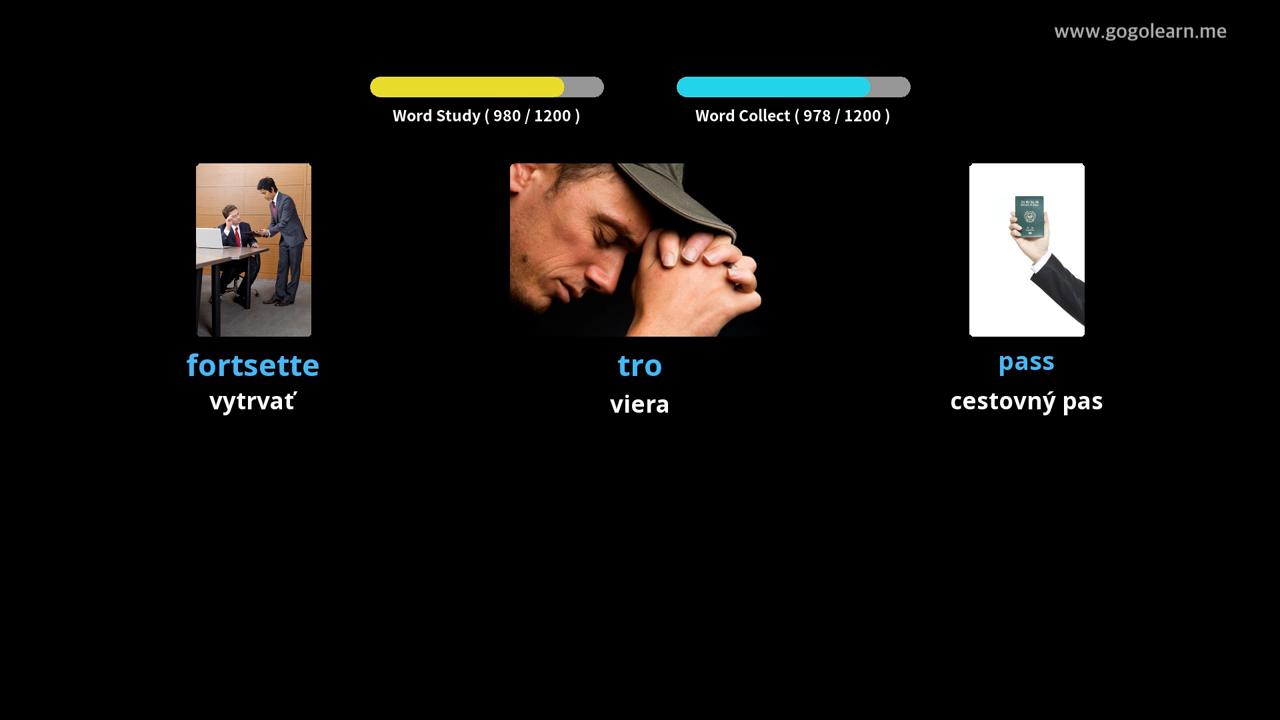 www.gogolearn.me
Word Study ( 980 / 1200 )
Word Collect ( 978 / 1200 )
fortsette
tro
pass
vytrvať
viera
cestovný pas